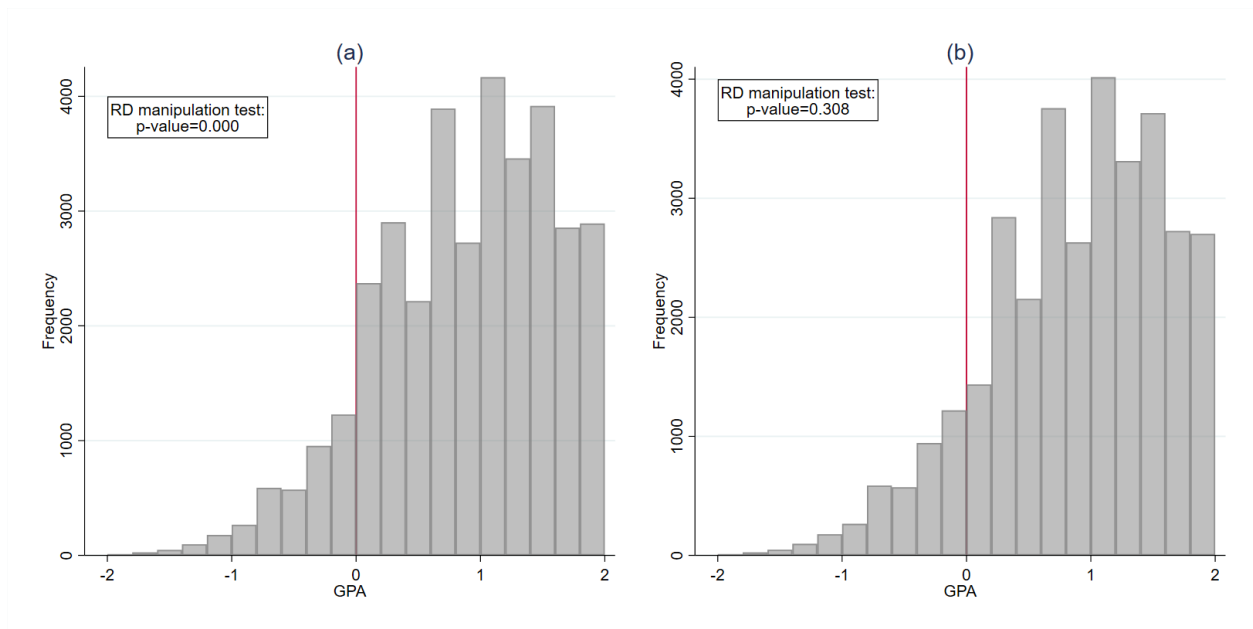 (a)
RD manipulation test:
p-value=0.000
Frequency
4000
3000
2000
1000
0
-2
-1
0
1
2
GPA
(b)
RD manipulation test:
p-value=0.308
Frequency
4000
3000
2000
1000
0
-2
-1
0
1
2
GPA